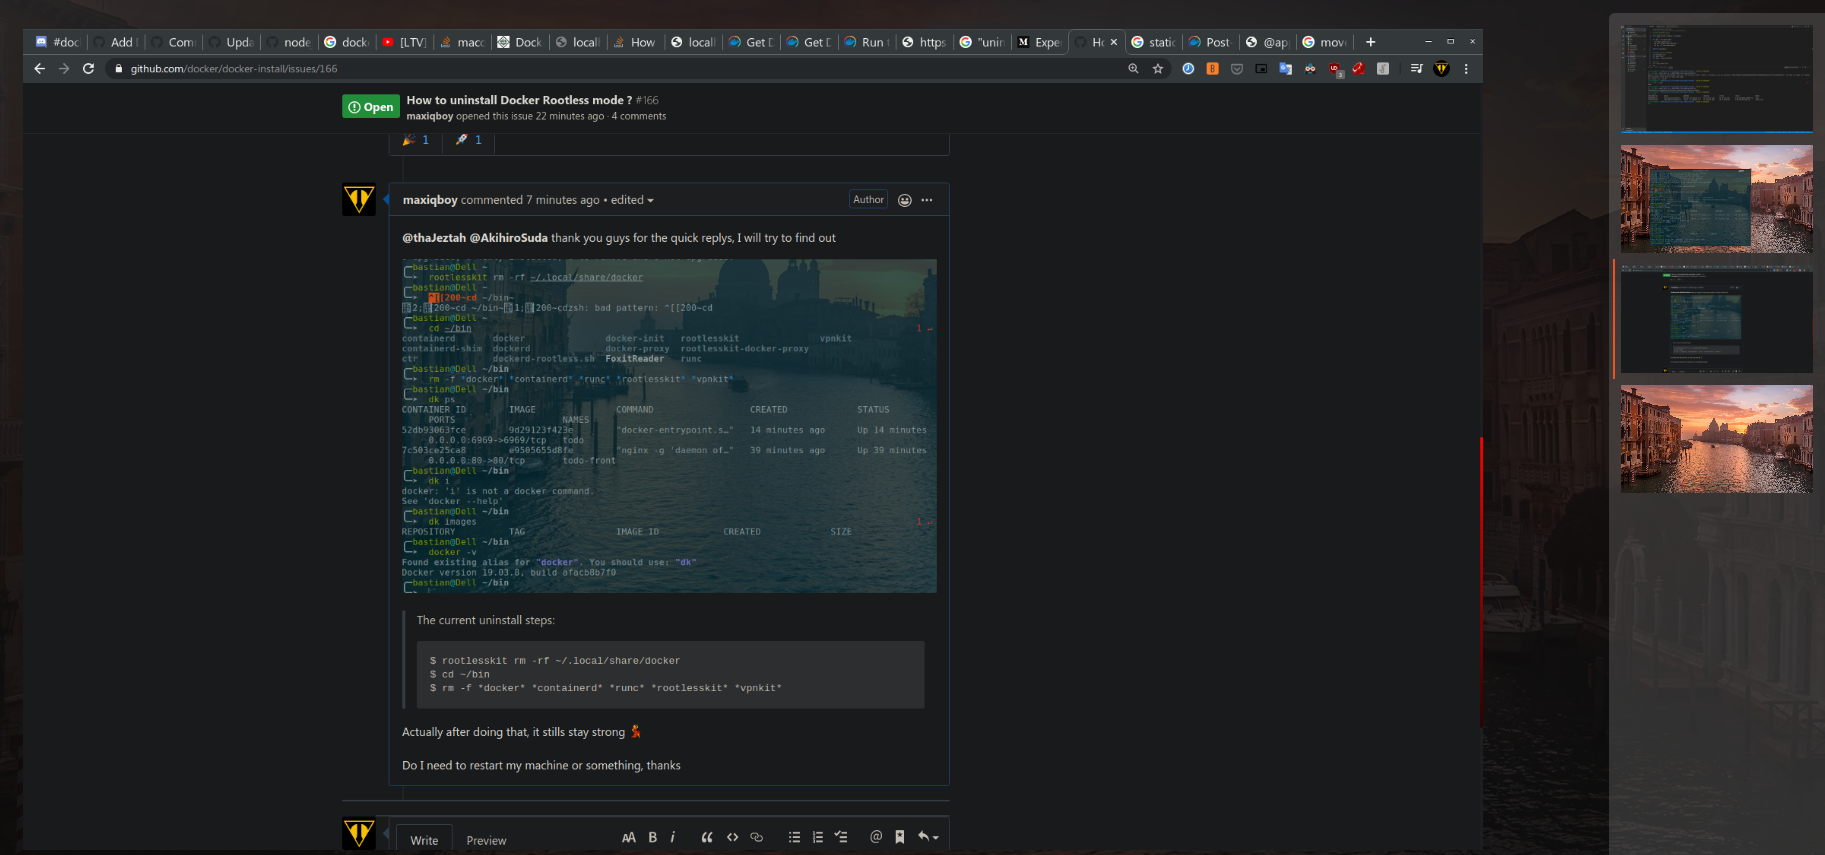 #doc
Add
Com
Upda
node
dock
[LTV]
macc
Dock
locall
How
locall
Get D
Get D
Run t
https
"unin
Exper
Ho
static
Post-
@ap
mov
github.com/docker/docker-install/issues/166
Open
How to uninstall Docker Rootless mode ? #166
maxiqboy opened this issue 22 minutes ago · 4 comments
1
1
maxiqboy commented 7 minutes ago • edited
Author
@thaJeztah @AkihiroSuda thank you guys for the quick replys, I will try to find out
bastian@Dell ~
rootlesskit rm -rf ~/.local/share/docker
bastian@Dell ~
^[[200~cd ~/bin~
bad pattern: ^[[200~cd
bastian@Dell ~
cd ~/bin
1
containerd docker docker-init rootlesskit vpnkit
containerd-shim dockerd docker-proxy rootlesskit-docker-proxy
ctr dockerd-rootless.sh FoxitReader runc
bastian@Dell ~/bin
rm -f *docker* *containerd* *runc* *rootlesskit* *vpnkit*
bastian@Dell ~/bin
dk ps
CONTAINER ID IMAGE COMMAND CREATED STATUS
PORTS NAMES
52db93063fce 9d29123f423e "docker-entrypoint.s…" 14 minutes ago Up 14 minutes
0.0.0.0:6969->6969/tcp todo
7c503ce25ca8 e9505655d8fe "nginx -g 'daemon of…" 39 minutes ago Up 39 minutes
0.0.0.0:80->80/tcp todo-front
bastian@Dell ~/bin
dk i
docker: 'i' is not a docker command.
See 'docker --help'
bastian@Dell ~/bin
dk images
1
REPOSITORY TAG IMAGE ID CREATED SIZE
bastian@Dell ~/bin
docker -v
Found existing alias for "docker". You should use: "dk"
Docker version 19.03.8, build afacb8b7f0
bastian@Dell ~/bin
The current uninstall steps:
$ rootlesskit rm -rf ~/.local/share/docker
$ cd ~/bin
$ rm -f *docker* *containerd* *runc* *rootlesskit* *vpnkit*
Actually after doing that, it stills stay strong 💃
Do I need to restart my machine or something, thanks
Write
Preview
AA B i